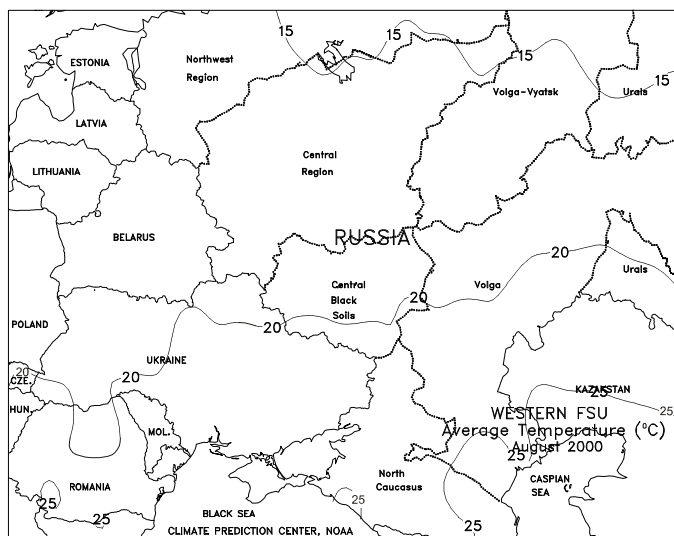 15
Northwest
Region
15
ESTONIA
15
Volga-Vyatsk
Urals
LATVIA
Central
Region
LITHUANIA
RUSSIA
BELARUS
20
Urals
Central
Black
Soils
Volga
20
POLAND
20
UKRAINE
20
20
CZE.
KAZAKSTAN
25
25
HUN.
WESTERN FSU
Average Temperature (°C)
August 2000
MOL.
25
North
Caucasus
CASPIAN
SEA
ROMANIA
25
25
25
25
BLACK SEA
CLIMATE PREDICTION CENTER, NOAA